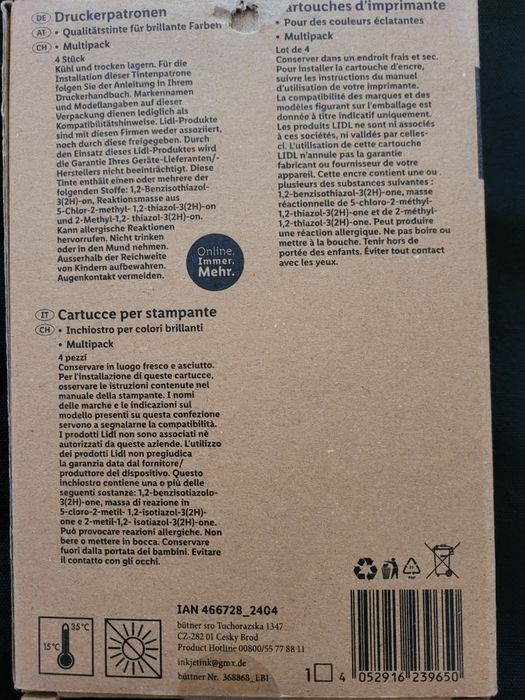 DE Druckerpatronen
AT • Qualitätstinte für brillante Farben
CH • Multipack
4 Stück
Kühl und trocken lagern. Für die
Installation dieser Tintenpatrone
folgen Sie der Anleitung in Ihrem
Druckerhandbuch. Markennamen
und Modellangaben auf dieser
Verpackung dienen lediglich als
Kompatibilitätshinweise. Lidl-Produkte
sind mit diesen Firmen weder assoziiert,
noch durch diese freigegeben. Durch
den Einsatz dieses Lidl-Produktes wird
die Garantie Ihres Geräte-Lieferanten/-
Herstellers nicht beeinträchtigt. Diese
Tinte enthält einen oder mehrere der
folgenden Stoffe: 1,2-Benzisothiazol-
3(2H)-on, Reaktionsmasse aus
5-Chlor-2-methyl- 1,2-thiazol-3(2H)-on
und 2-Methyl-1,2- thiazol-3(2H)-on.
Kann allergische Reaktionen
hervorrufen. Nicht trinken
oder in den Mund nehmen.
Ausserhalb der Reichweite
von Kindern aufbewahren.
Augenkontakt vermeiden.
Online.
Immer.
Mehr.
artouches d'imprimante
• Pour des couleurs éclatantes
• Multipack
Lot de 4
Conserver dans un endroit frais et sec.
Pour installer la cartouche d'encre,
suivre les instructions du manuel
d'utilisation de votre imprimante.
La compatibilité des marques et des
modèles figurant sur l'emballage est
donnée à titre indicatif uniquement.
Les produits LIDL ne sont ni associés
à ces sociétés, ni validés par celles-
ci. L'utilisation de cette cartouche
LIDL n'annule pas la garantie
fabricant ou fournisseur de votre
appareil. Cette encre contient une ou
plusieurs des substances suivantes :
1,2-benzisothiazol-3(2H)-one, masse
réactionnelle de 5-chloro-2-méthyl-
1,2-thiazol-3(2H)-one et de 2-méthyl-
1,2-thiazol-3(2H)-one. Peut produire
une réaction allergique. Ne pas boire ou
mettre à la bouche. Tenir hors de
portée des enfants. Éviter tout contact
avec les yeux.
IT Cartucce per stampante
CH • Inchiostro per colori brillanti
• Multipack
4 pezzi
Conservare in luogo fresco e asciutto.
Per l'installazione di queste cartucce,
osservare le istruzioni contenute nel
manuale della stampante. I nomi
delle marche e le indicazioni sul
modello presenti su questa confezione
servono a segnalarne la compatibilità.
I prodotti Lidl non sono associati nè
autorizzati da queste aziende. L'utilizzo
dei prodotti Lidl non pregiudica
la garanzia data dal fornitore/
produttore del dispositivo. Questo
inchiostro contiene una o più delle
seguenti sostanze: 1,2-benzisotiazolo-
3(2H)-one, massa di reazione in
5-cloro-2-metil- 1,2-isotiazol-3(2H)-
one e 2-metil-1,2- isotiazol-3(2H)-one.
Può provocare reazioni allergiche. Non
bere o mettere in bocca. Conservare
fuori dalla portata dei bambini. Evitare
il contatto con gli occhi.
35°C
15°C
IAN 466728_2404
büttner sro Tuchorazska 1347
CZ-282 01 Cesky Brod
Product Hotline 00800/55 77 88 11
inkjetink@gmx.de
büttner Nr. 368868_LB1
1
4 052916 239650